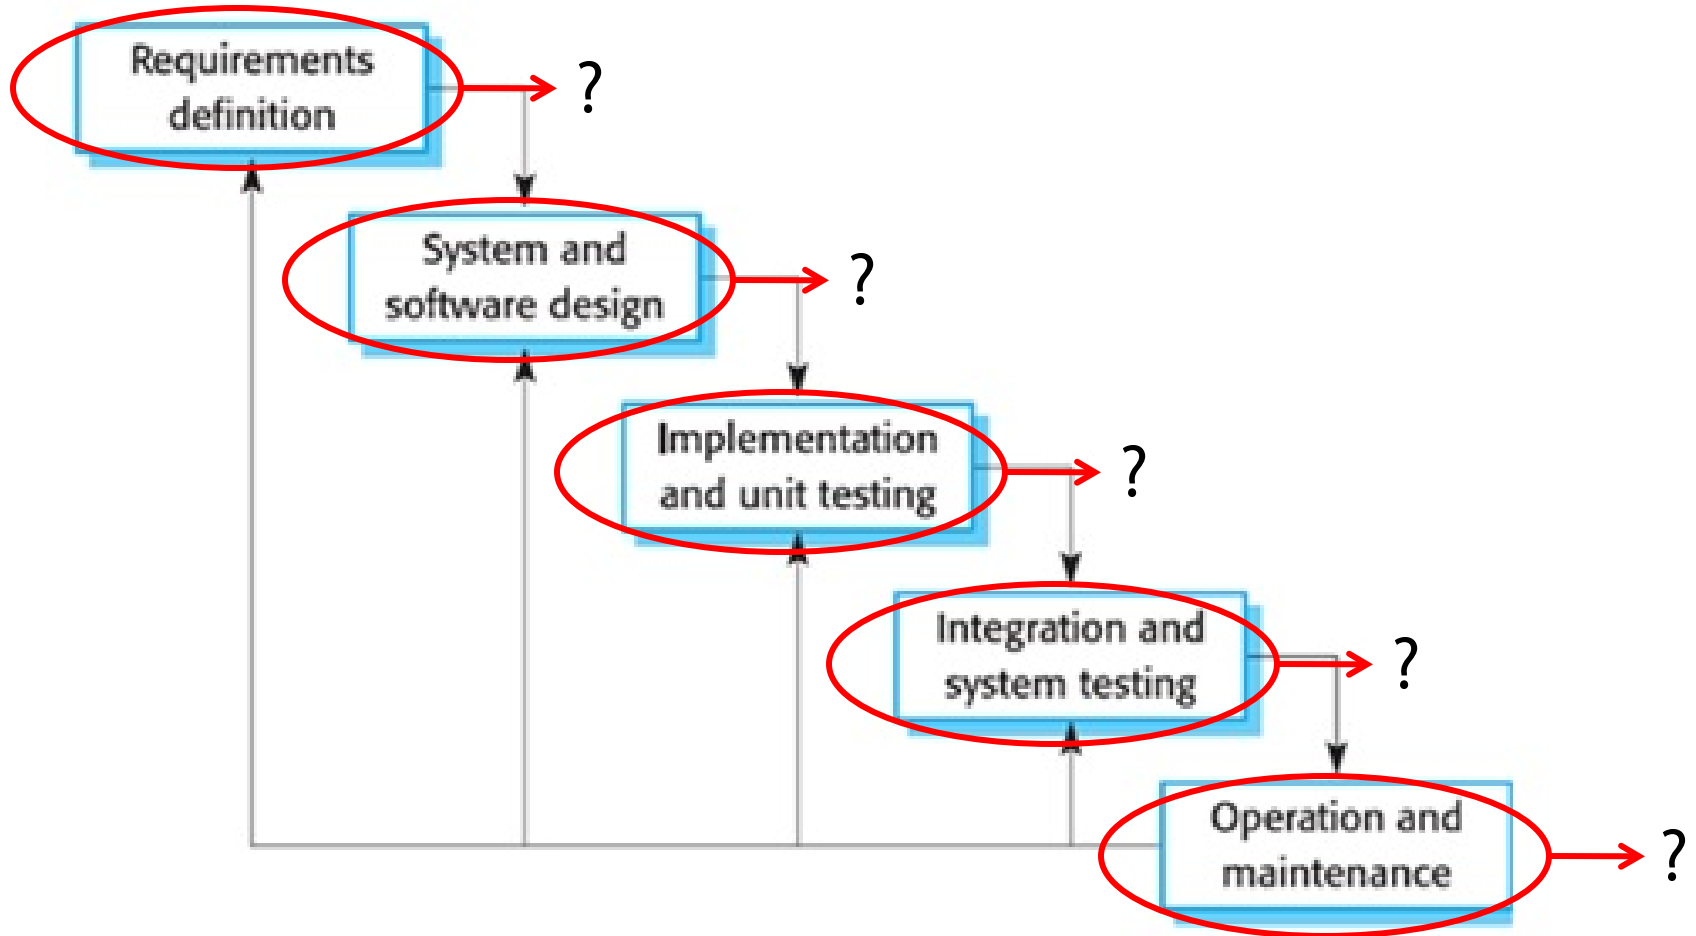 Requirements
definition
?
System and
software design
?
Implementation
and unit testing
?
Integration and
system testing
?
Operation and
maintenance
?